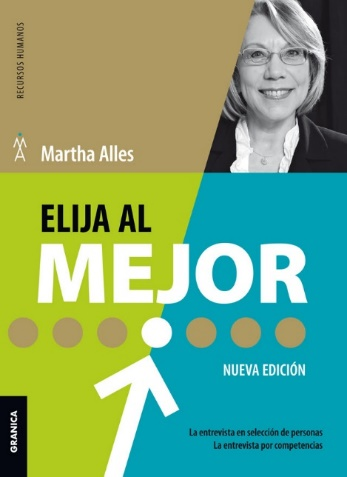 RECURSOS HUMANOS
MA
Martha Alles
ELIJA AL
MEJOR
NUEVA EDICIÓN
La entrevista en selección de personas
La entrevista por competencias
GRANICA